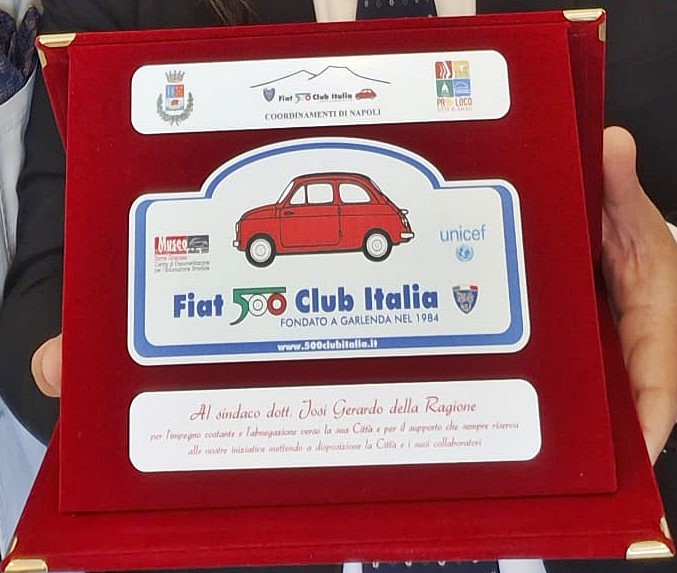 Fiat 500 Club Italia
COORDINAMENTI DI NAPOLI
PRO LOCO
Museo
unicef
Fiat 500 Club Italia
FONDATO A GARLENDA NEL 1984
www.500clubitalia.it
Al sindaco dott. Josi Gerardo della Ragione
per l'impegno costante e l'abnegazione verso la sua Città e per il supporto che sempre riserva
alle nostre iniziative mettendo a disposizione la Città e i suoi collaboratori